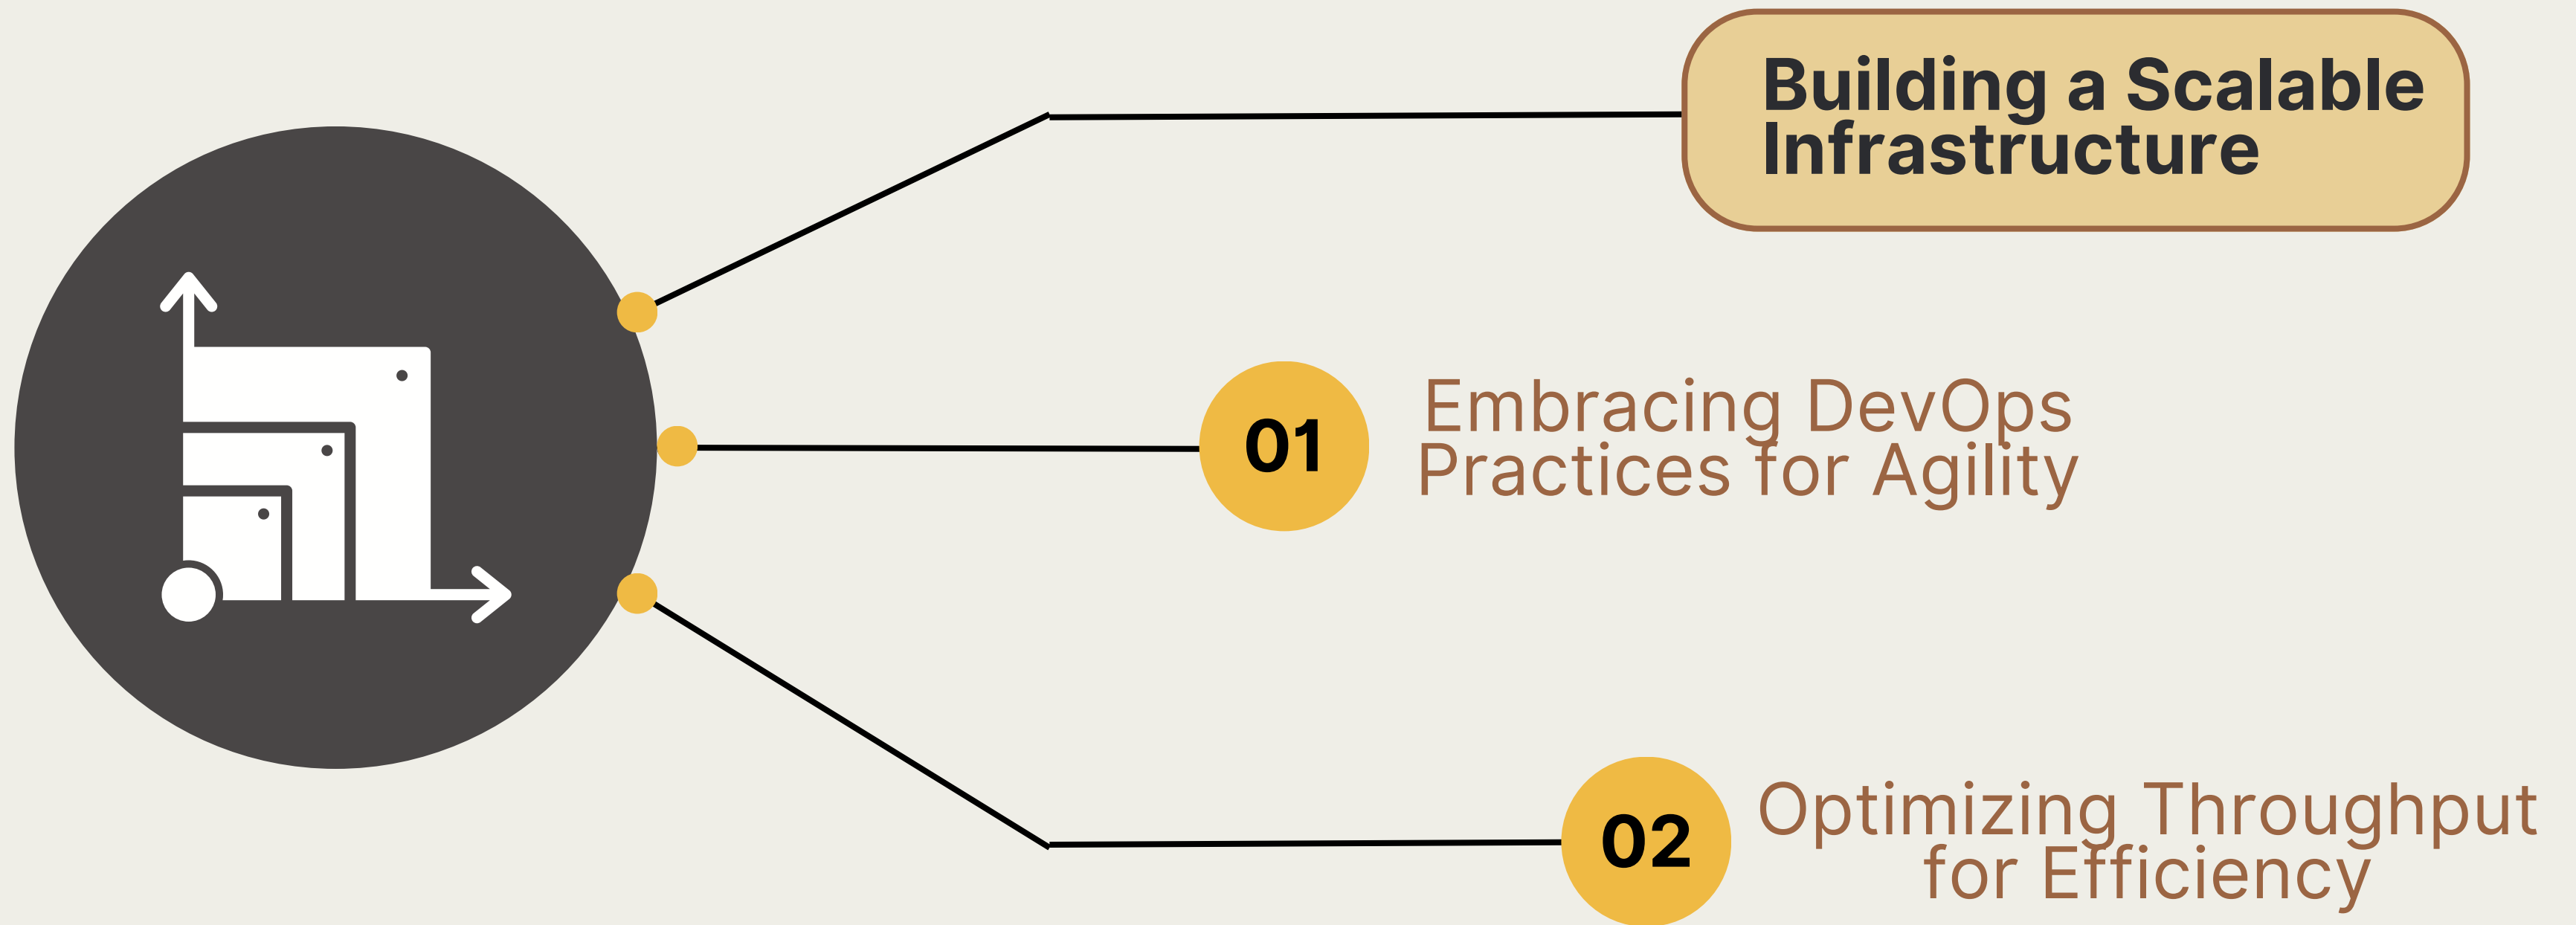 Building a Scalable
Infrastructure
01
Embracing DevOps
Practices for Agility
02
Optimizing Throughput
for Efficiency